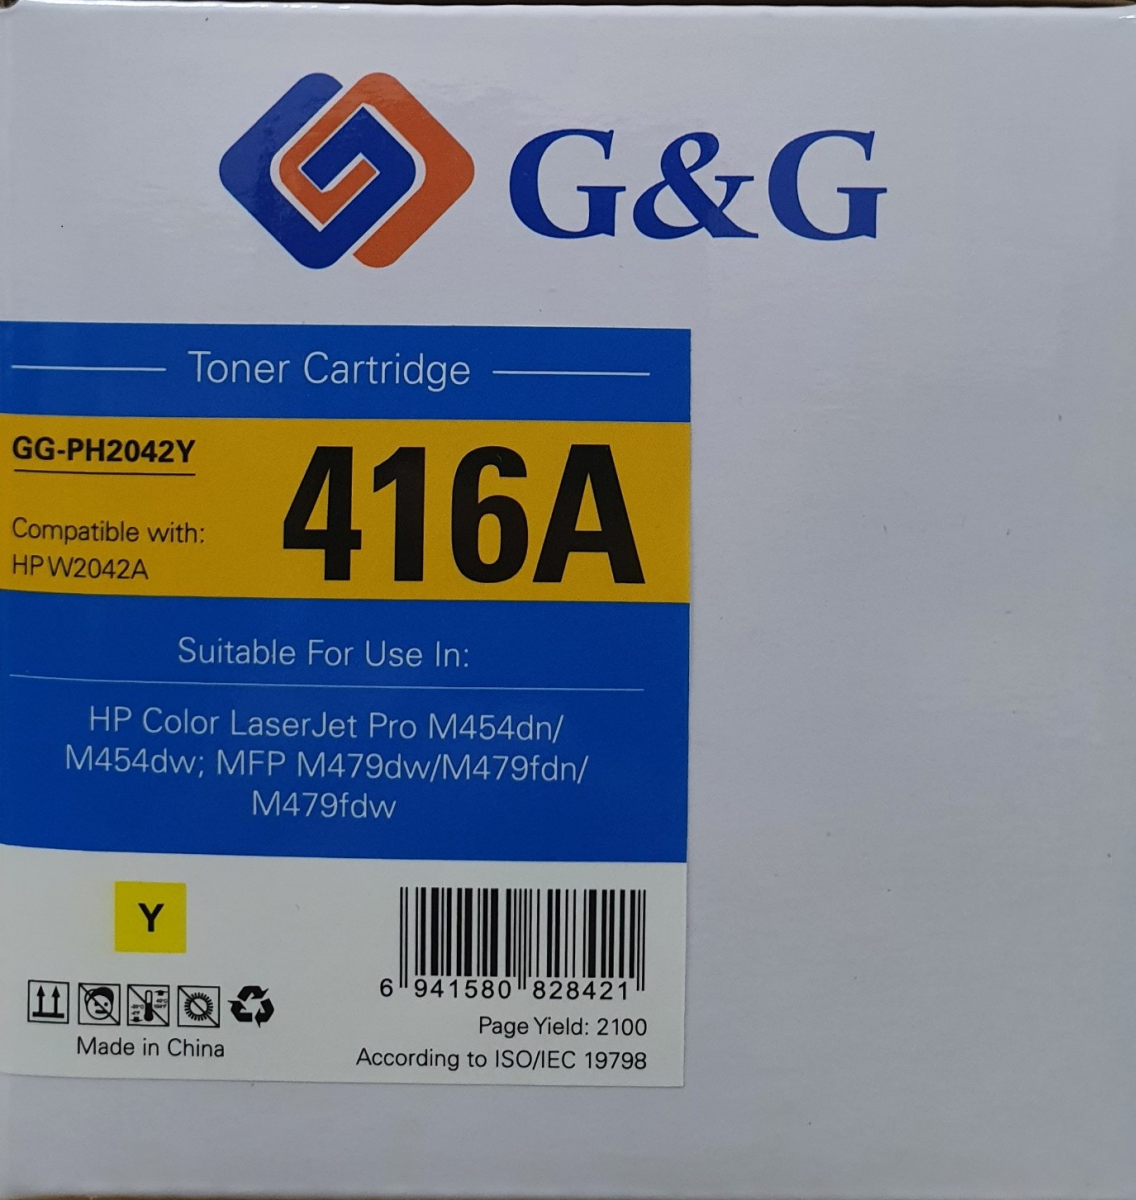 G&G
Toner Cartridge
GG-PH2042Y
416A
Compatible with:
HP W2042A
Suitable For Use In:
HP Color LaserJet Pro M454dn/
M454dw; MFP M479dw/M479fdn/
M479fdw
Y
6 941580 828421
Page Yield: 2100
According to ISO/IEC 19798
Made in China